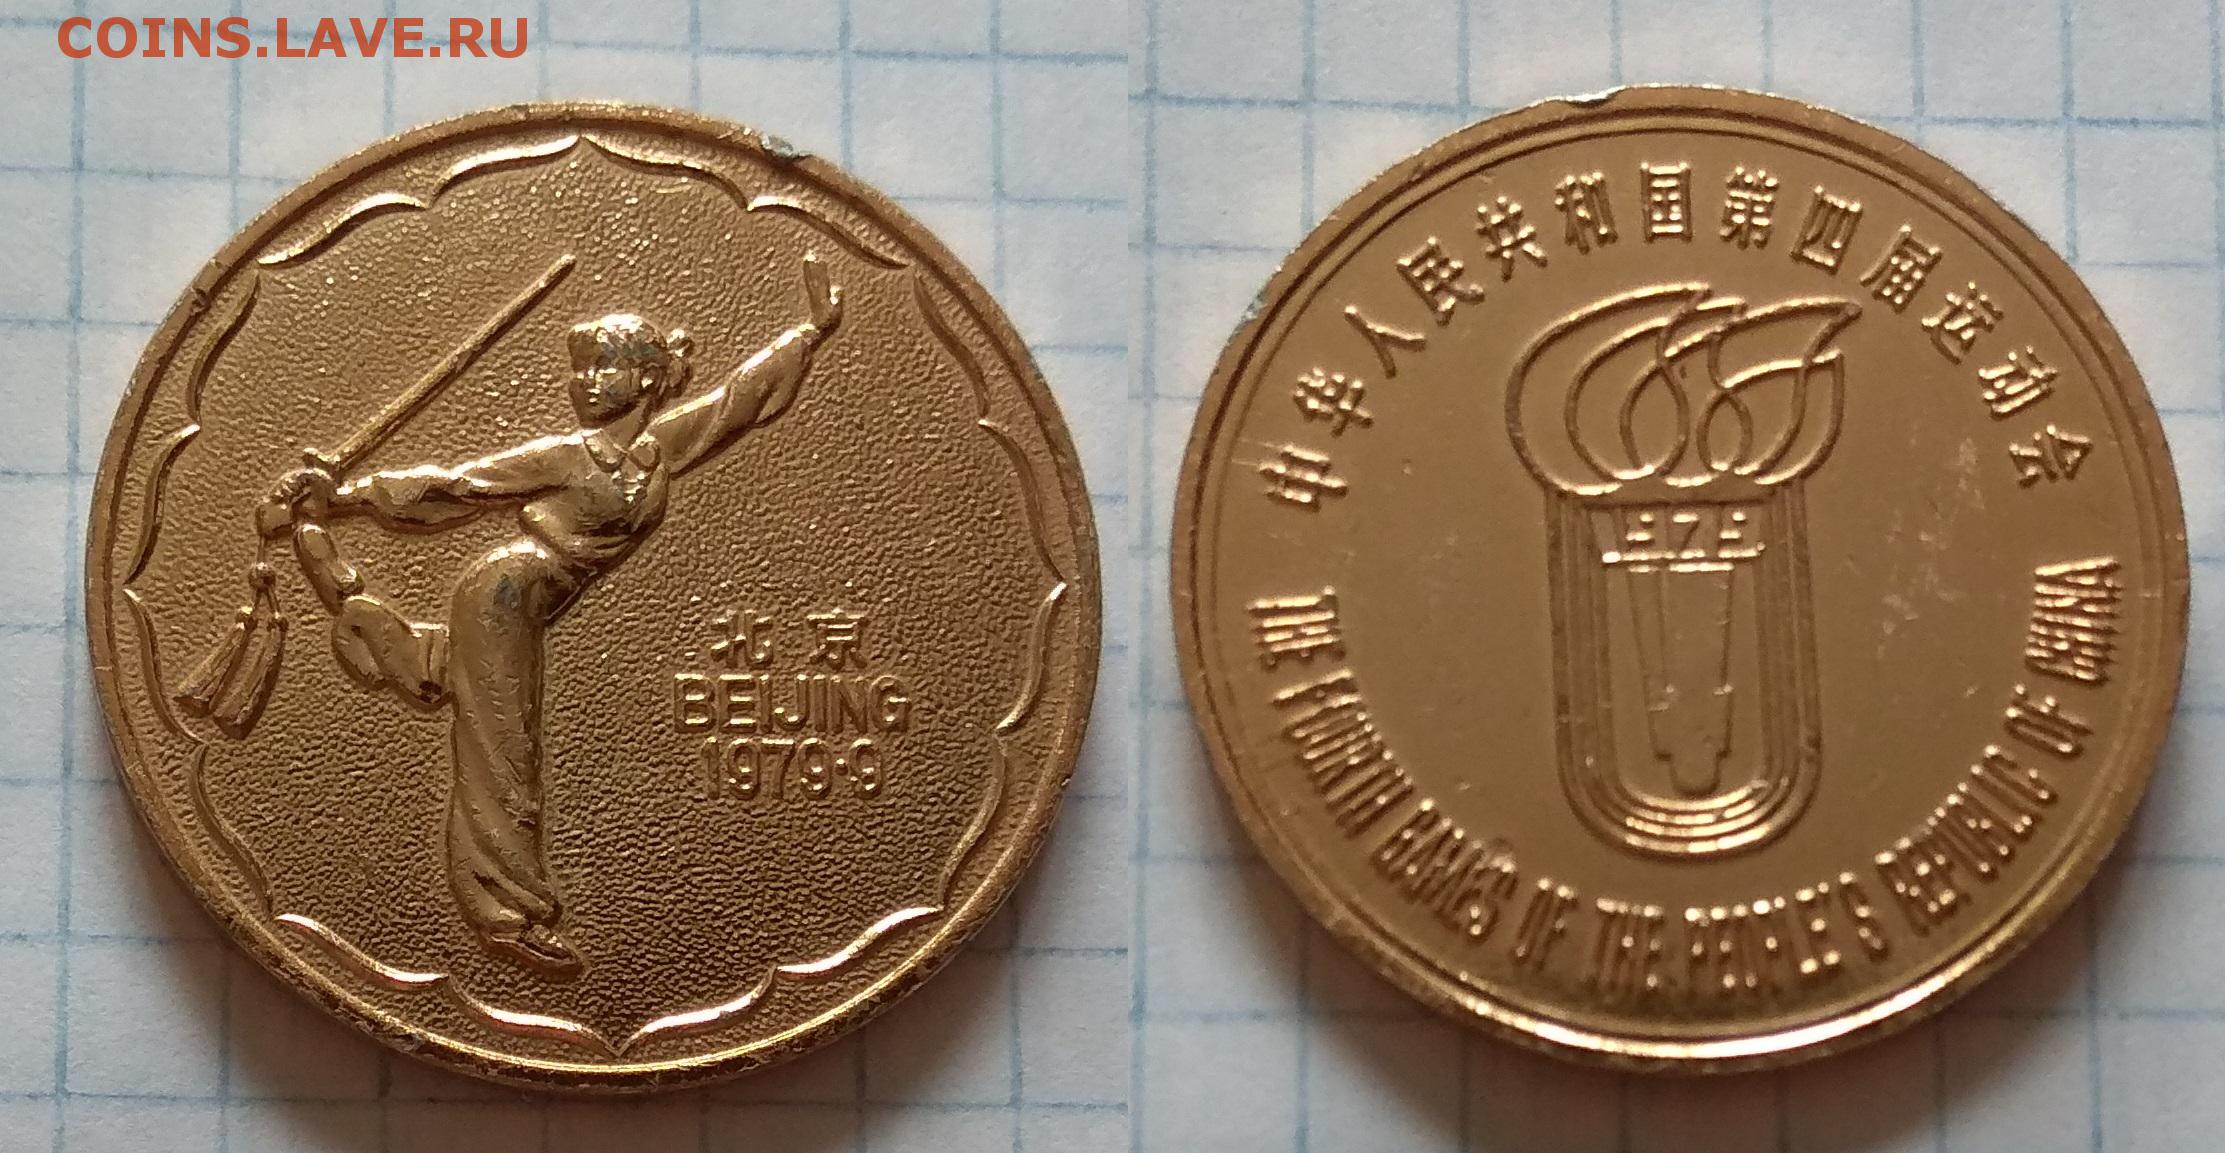 COINS.LAVE.RU
北京
BEIJING
1979·9
中华人民共和国第四届运动会
THE FOURTH GAMES OF THE PEOPLE'S REPUBLIC OF CHINA